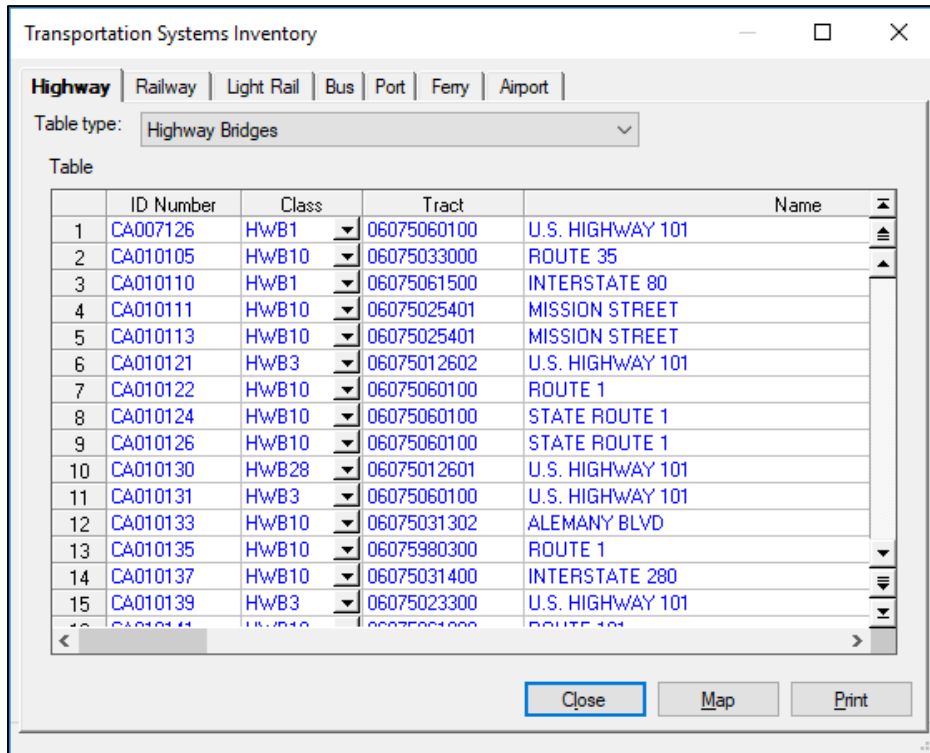 Transportation Systems Inventory
Highway Railway Light Rail Bus Port Ferry Airport
Table type: Highway Bridges
Table
ID Number Class Tract Name
1 CA007126 HWB1 06075060100 U.S. HIGHWAY 101
2 CA010105 HWB10 06075033000 ROUTE 35
3 CA010110 HWB1 06075061500 INTERSTATE 80
4 CA010111 HWB10 06075025401 MISSION STREET
5 CA010113 HWB10 06075025401 MISSION STREET
6 CA010121 HWB3 06075012602 U.S. HIGHWAY 101
7 CA010122 HWB10 06075060100 ROUTE 1
8 CA010124 HWB10 06075060100 STATE ROUTE 1
9 CA010126 HWB10 06075060100 STATE ROUTE 1
10 CA010130 HWB28 06075012601 U.S. HIGHWAY 101
11 CA010131 HWB3 06075060100 U.S. HIGHWAY 101
12 CA010133 HWB10 06075031302 ALEMANY BLVD
13 CA010135 HWB10 06075980300 ROUTE 1
14 CA010137 HWB10 06075031400 INTERSTATE 280
15 CA010139 HWB3 06075023300 U.S. HIGHWAY 101
Close Map Print